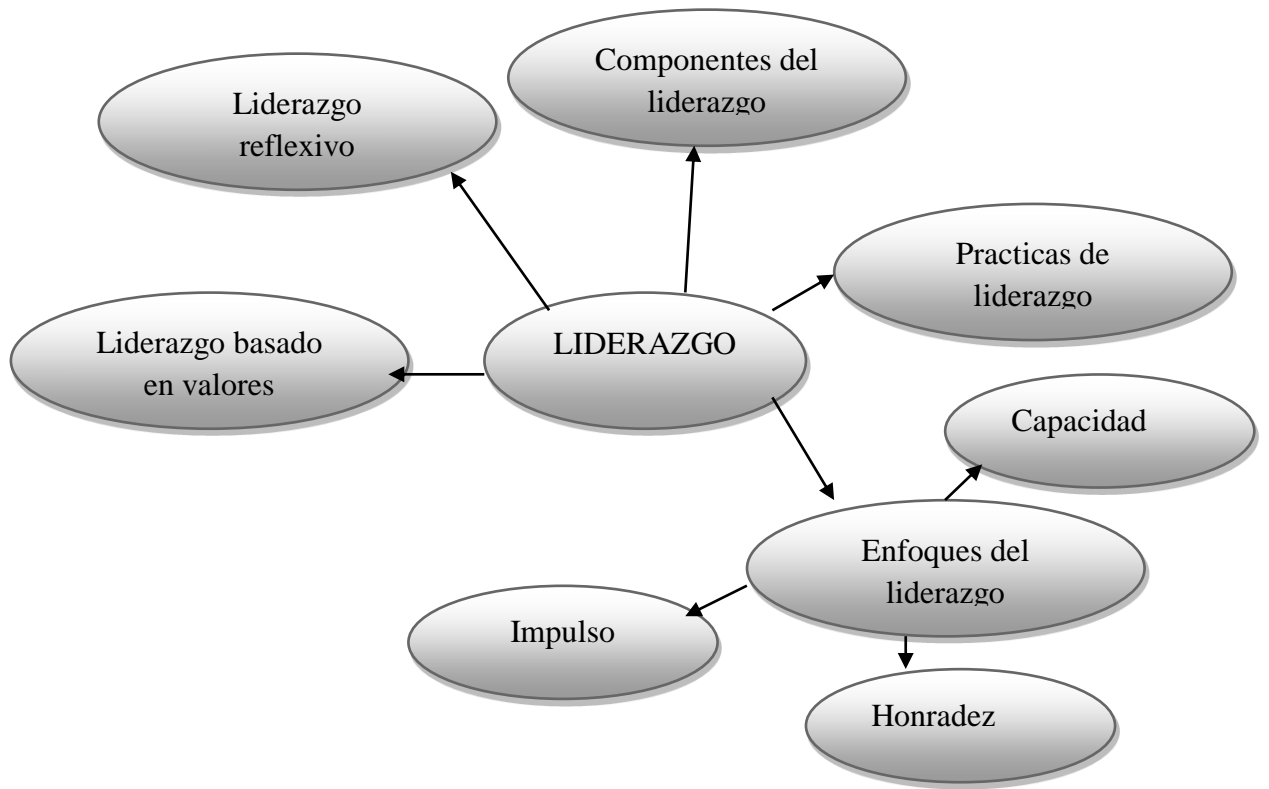 Componentes del
liderazgo
Liderazgo
reflexivo
Practicas de
liderazgo
LIDERAZGO
Liderazgo basado
en valores
Capacidad
Enfoques del
liderazgo
Impulso
Honradez